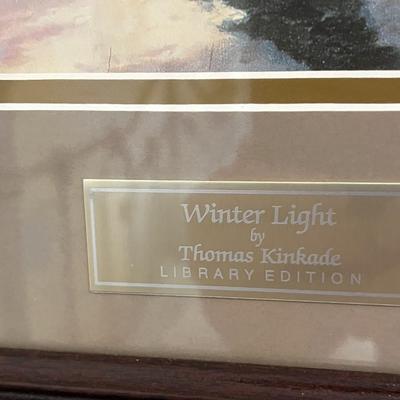 Winter Light
by
Thomas Kinkade
LIBRARY EDITION